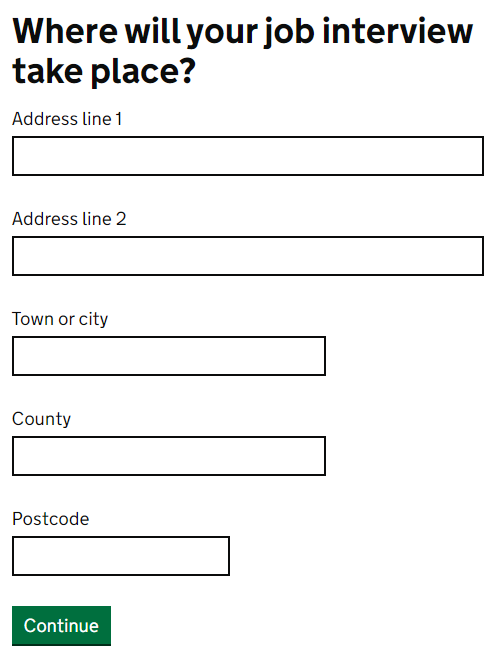 Where will your job interview
take place?
Address line 1
Address line 2
Town or city
County
Postcode
Continue